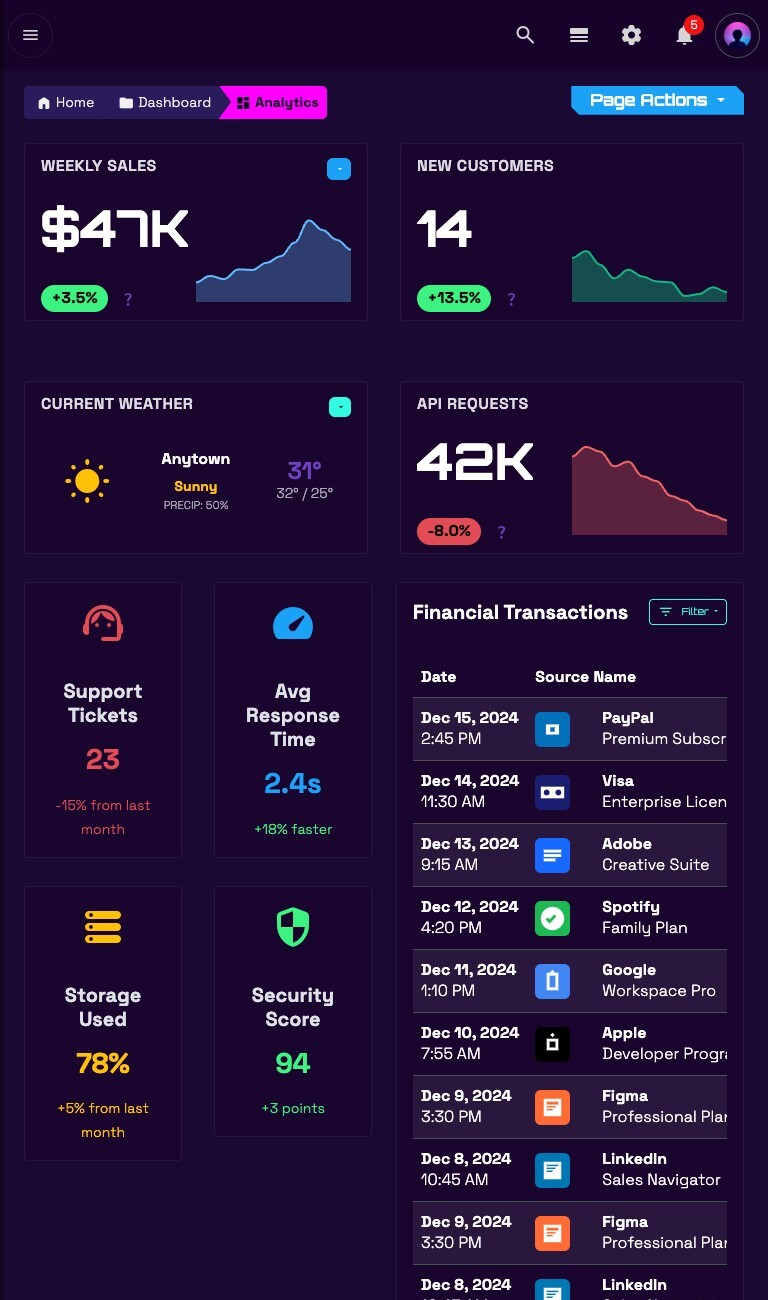 5
Home Dashboard Analytics
Page Actions
WEEKLY SALES
$47K
+3.5% ?
NEW CUSTOMERS
14
+13.5% ?
CURRENT WEATHER
Anytown
Sunny
PRECIP: 50%
31°
32° / 25°
API REQUESTS
42K
-8.0% ?
Support
Tickets
23
-15% from last
month
Avg
Response
Time
2.4s
+18% faster
Storage
Used
78%
+5% from last
month
Security
Score
94
+3 points
Financial Transactions
Filter
Date Source Name
Dec 15, 2024 PayPal
2:45 PM Premium Subscr
Dec 14, 2024 Visa
11:30 AM Enterprise Licen
Dec 13, 2024 Adobe
9:15 AM Creative Suite
Dec 12, 2024 Spotify
4:20 PM Family Plan
Dec 11, 2024 Google
1:10 PM Workspace Pro
Dec 10, 2024 Apple
7:55 AM Developer Progra
Dec 9, 2024 Figma
3:30 PM Professional Plan
Dec 8, 2024 LinkedIn
10:45 AM Sales Navigator
Dec 9, 2024 Figma
3:30 PM Professional Plan
Dec 8, 2024 LinkedIn